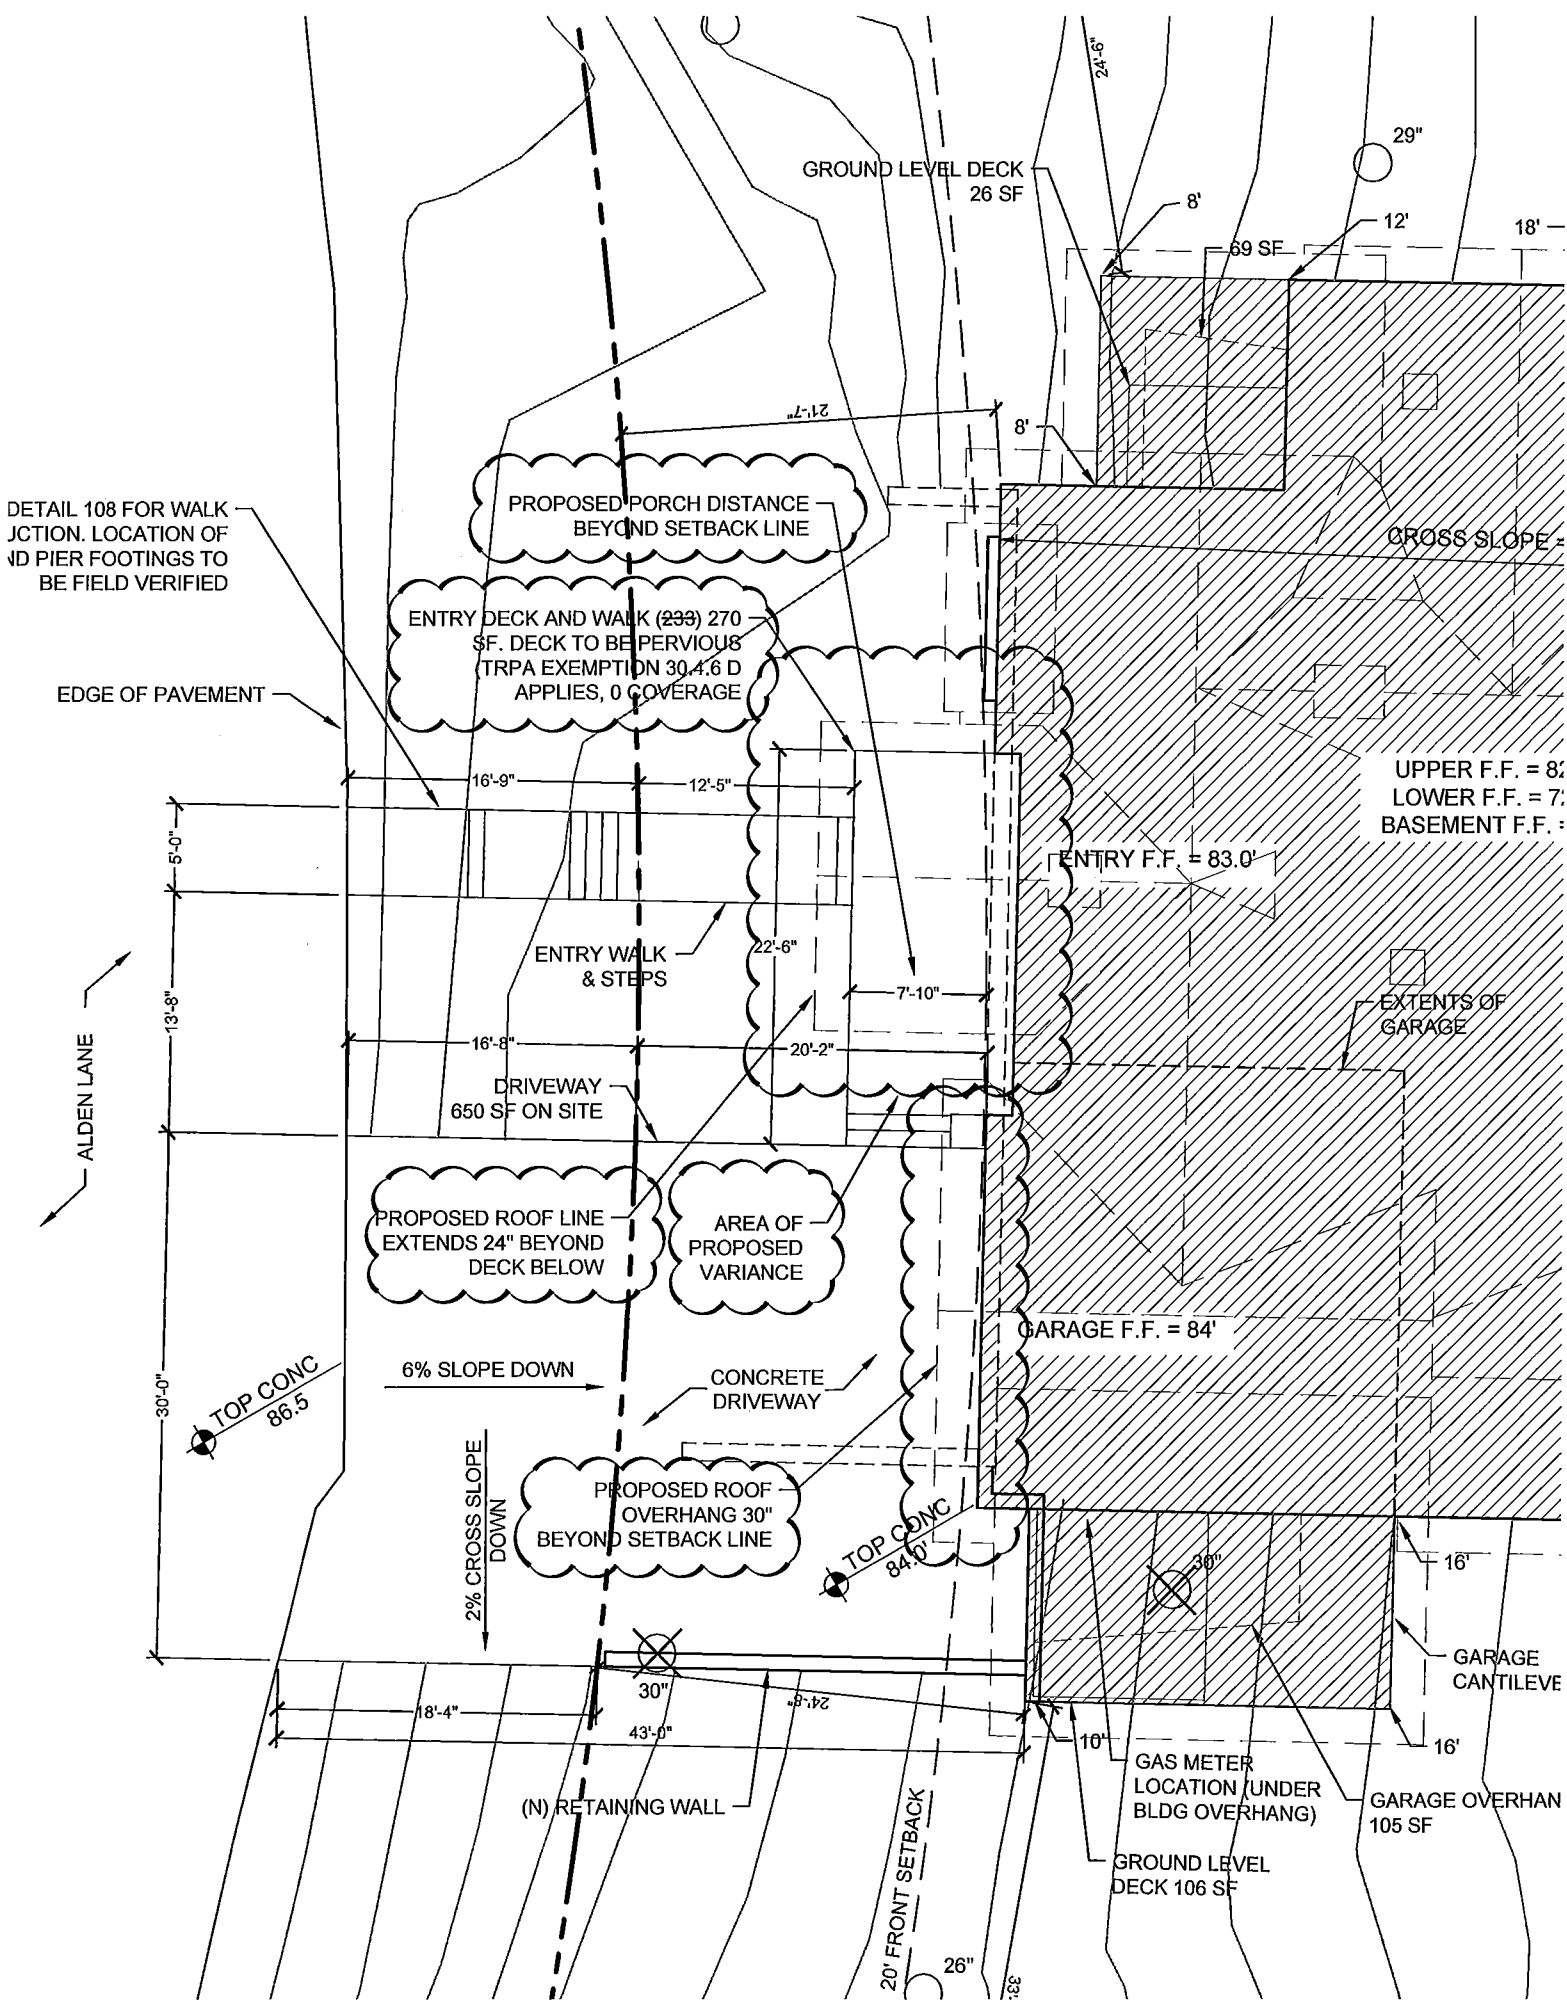 24'-6"
29"
GROUND LEVEL DECK
26 SF
8'
69 SF
12'
18'
21'-7"
8'
PROPOSED PORCH DISTANCE
BEYOND SETBACK LINE
DETAIL 108 FOR WALK
UCTION. LOCATION OF
ND PIER FOOTINGS TO
BE FIELD VERIFIED
CROSS SLOPE =
ENTRY DECK AND WALK (233) 270
SF. DECK TO BE PERVIOUS
(TRPA EXEMPTION 30.4.6 D
APPLIES, 0 COVERAGE
EDGE OF PAVEMENT
UPPER F.F. = 82
LOWER F.F. = 72
BASEMENT F.F. =
16'-9"
12'-5"
5'-0"
ENTRY F.F. = 83.0'
ENTRY WALK
& STEPS
22'-6"
7'-10"
EXTENTS OF
GARAGE
13'-8"
ALDEN LANE
16'-8"
20'-2"
DRIVEWAY
650 SF ON SITE
PROPOSED ROOF LINE
EXTENDS 24" BEYOND
DECK BELOW
AREA OF
PROPOSED
VARIANCE
GARAGE F.F. = 84'
6% SLOPE DOWN
CONCRETE
DRIVEWAY
30'-0"
TOP CONC
86.5
2% CROSS SLOPE
DOWN
PROPOSED ROOF
OVERHANG 30"
BEYOND SETBACK LINE
TOP CONC
84.0'
30"
16'
GARAGE
CANTILEVE
30"
24'-8"
18'-4"
43'-0"
10'
16'
GAS METER
LOCATION (UNDER
BLDG OVERHANG)
(N) RETAINING WALL
GARAGE OVERHAN
105 SF
GROUND LEVEL
DECK 106 SF
20' FRONT SETBACK
26"
33'